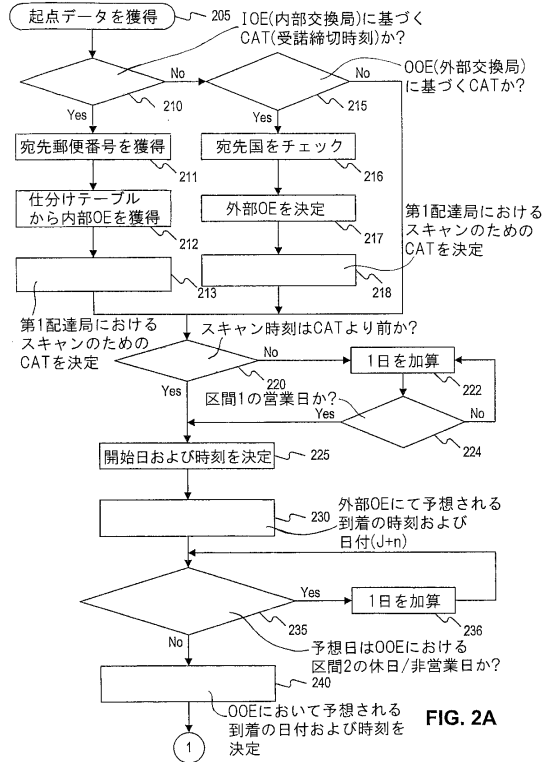 起点データを獲得
205
IOE(内部交換局)に基づく
CAT(受諾締切時刻)か?
No
210
Yes
OOE(外部交換局)
に基づくCATか?
No
215
Yes
宛先郵便番号を獲得
211
宛先国をチェック
216
仕分けテーブル
から内部OEを獲得
212
外部OEを決定
217
第1配達局における
スキャンのための
CATを決定
213
218
第1配達局における
スキャンのための
CATを決定
スキャン時刻はCATより前か?
No
220
Yes
1日を加算
222
区間1の営業日か?
Yes
No
224
開始日および時刻を決定
225
230
外部OEにて予想される
到着の時刻および
日付(J+n)
Yes
235
No
1日を加算
236
予想日はOOEにおける
区間2の休日/非営業日か?
240
OOEにおいて予想される
到着の日付および時刻を
決定
1
FIG. 2A